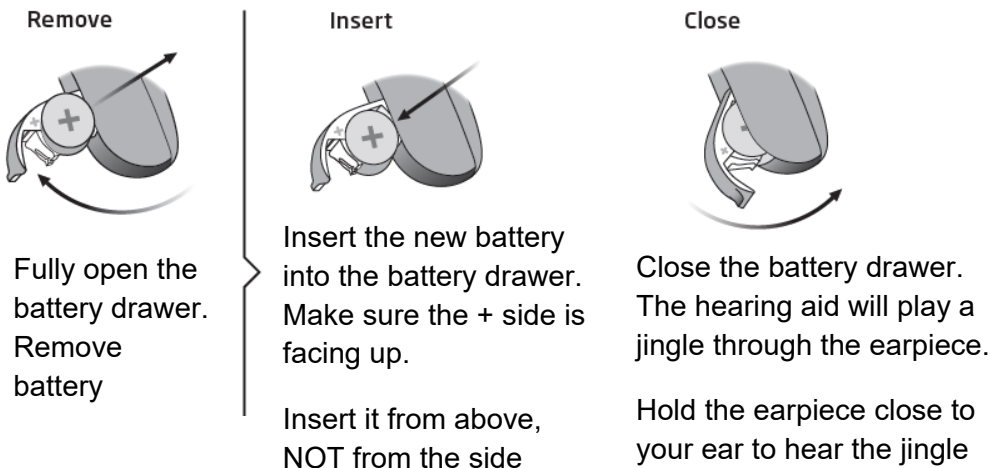 Remove
Fully open the
battery drawer.
Remove
battery
Insert
Insert the new battery
into the battery drawer.
Make sure the + side is
facing up.
Insert it from above,
NOT from the side
Close
Close the battery drawer.
The hearing aid will play a
jingle through the earpiece.
Hold the earpiece close to
your ear to hear the jingle